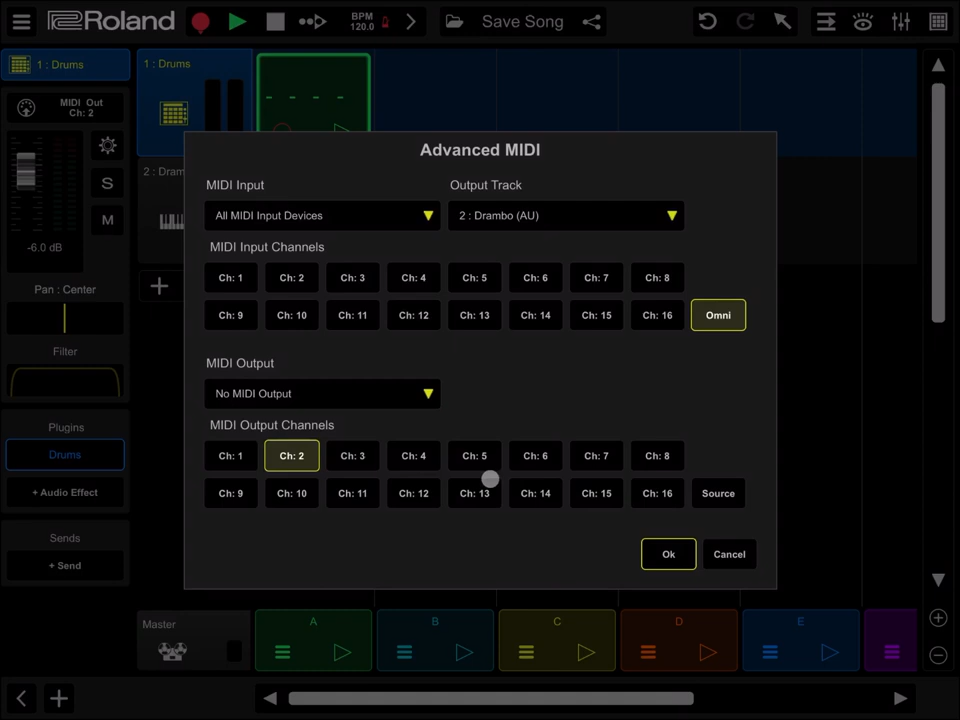 Roland
BPM
120.0
Save Song
1 : Drums
1 : Drums
MIDI Out
Ch: 2
S
M
-6.0 dB
Pan : Center
Filter
Plugins
Drums
+ Audio Effect
Sends
+ Send
2 : Dram
Advanced MIDI
MIDI Input
Output Track
All MIDI Input Devices
2 : Drambo (AU)
MIDI Input Channels
Ch: 1 Ch: 2 Ch: 3 Ch: 4 Ch: 5 Ch: 6 Ch: 7 Ch: 8
Ch: 9 Ch: 10 Ch: 11 Ch: 12 Ch: 13 Ch: 14 Ch: 15 Ch: 16 Omni
MIDI Output
No MIDI Output
MIDI Output Channels
Ch: 1 Ch: 2 Ch: 3 Ch: 4 Ch: 5 Ch: 6 Ch: 7 Ch: 8
Ch: 9 Ch: 10 Ch: 11 Ch: 12 Ch: 13 Ch: 14 Ch: 15 Ch: 16 Source
Ok Cancel
Master
A B C D E